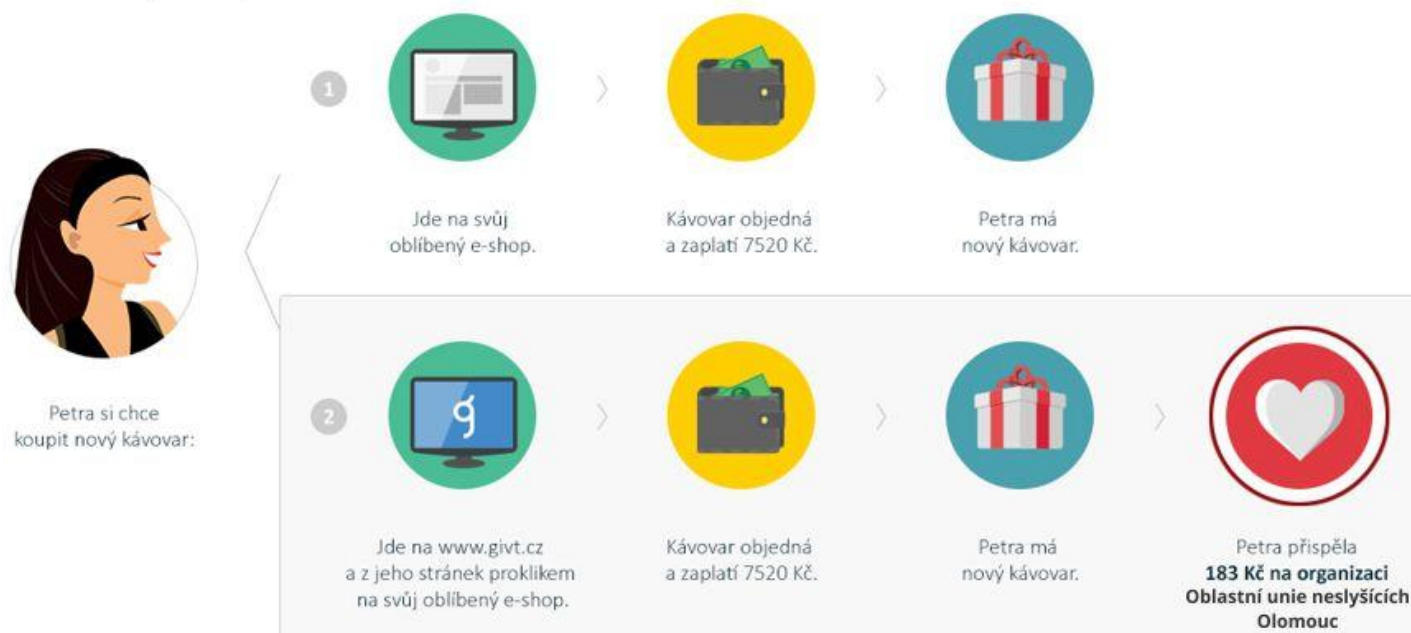 1
Jde na svůj
oblíbený e-shop.
Kávovar objedná
a zaplatí 7520 Kč.
Petra má
nový kávovar.
Petra si chce
koupit nový kávovar:
2
g
Jde na www.givt.cz
a z jeho stránek proklikem
na svůj oblíbený e-shop.
Kávovar objedná
a zaplatí 7520 Kč.
Petra má
nový kávovar.
Petra přispěla
183 Kč na organizaci
Oblastní unie neslyšících
Olomouc